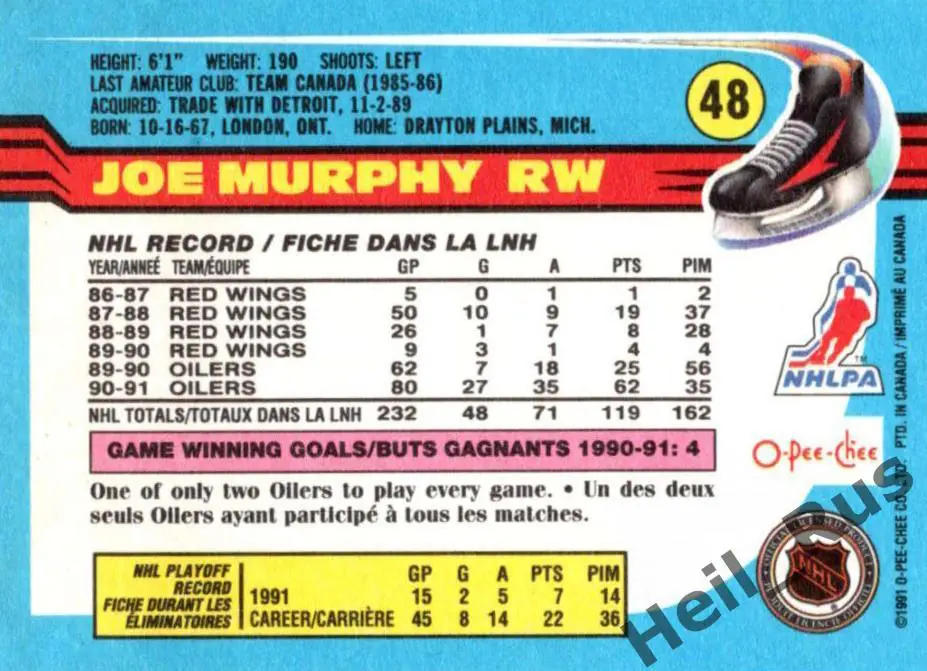 HEIGHT: 6'1" WEIGHT: 190 SHOOTS: LEFT
LAST AMATEUR CLUB: TEAM CANADA (1985-86)
ACQUIRED: TRADE WITH DETROIT, 11-2-89
BORN: 10-16-67, LONDON, ONT. HOME: DRAYTON PLAINS, MICH.
48
JOE MURPHY RW
NHL RECORD / FICHE DANS LA LNH
YEAR/ANNEÉ TEAM/ÉQUIPE GP G A PTS PIM
86-87 RED WINGS 5 0 1 1 2
87-88 RED WINGS 50 10 9 19 37
88-89 RED WINGS 26 1 7 8 28
89-90 RED WINGS 9 3 1 4 4
89-90 OILERS 62 7 18 25 56
90-91 OILERS 80 27 35 62 35
NHL TOTALS/TOTAUX DANS LA LNH 232 48 71 119 162
GAME WINNING GOALS/BUTS GAGNANTS 1990-91: 4
One of only two Oilers to play every game. • Un des deux
seuls Oilers ayant participé à tous les matches.
NHL PLAYOFF
RECORD
FICHE DURANT LES
ÉLIMINATOIRES
GP G A PTS PIM
1991 15 2 5 7 14
CAREER/CARRIÈRE 45 8 14 22 36
TM
NHLPA
O-Pee-Chee
NHL
©1991 O-PEE-CHEE CO. LTD. PTD. IN CANADA / IMPRIMÉ AU CANADA
Heil_Rus